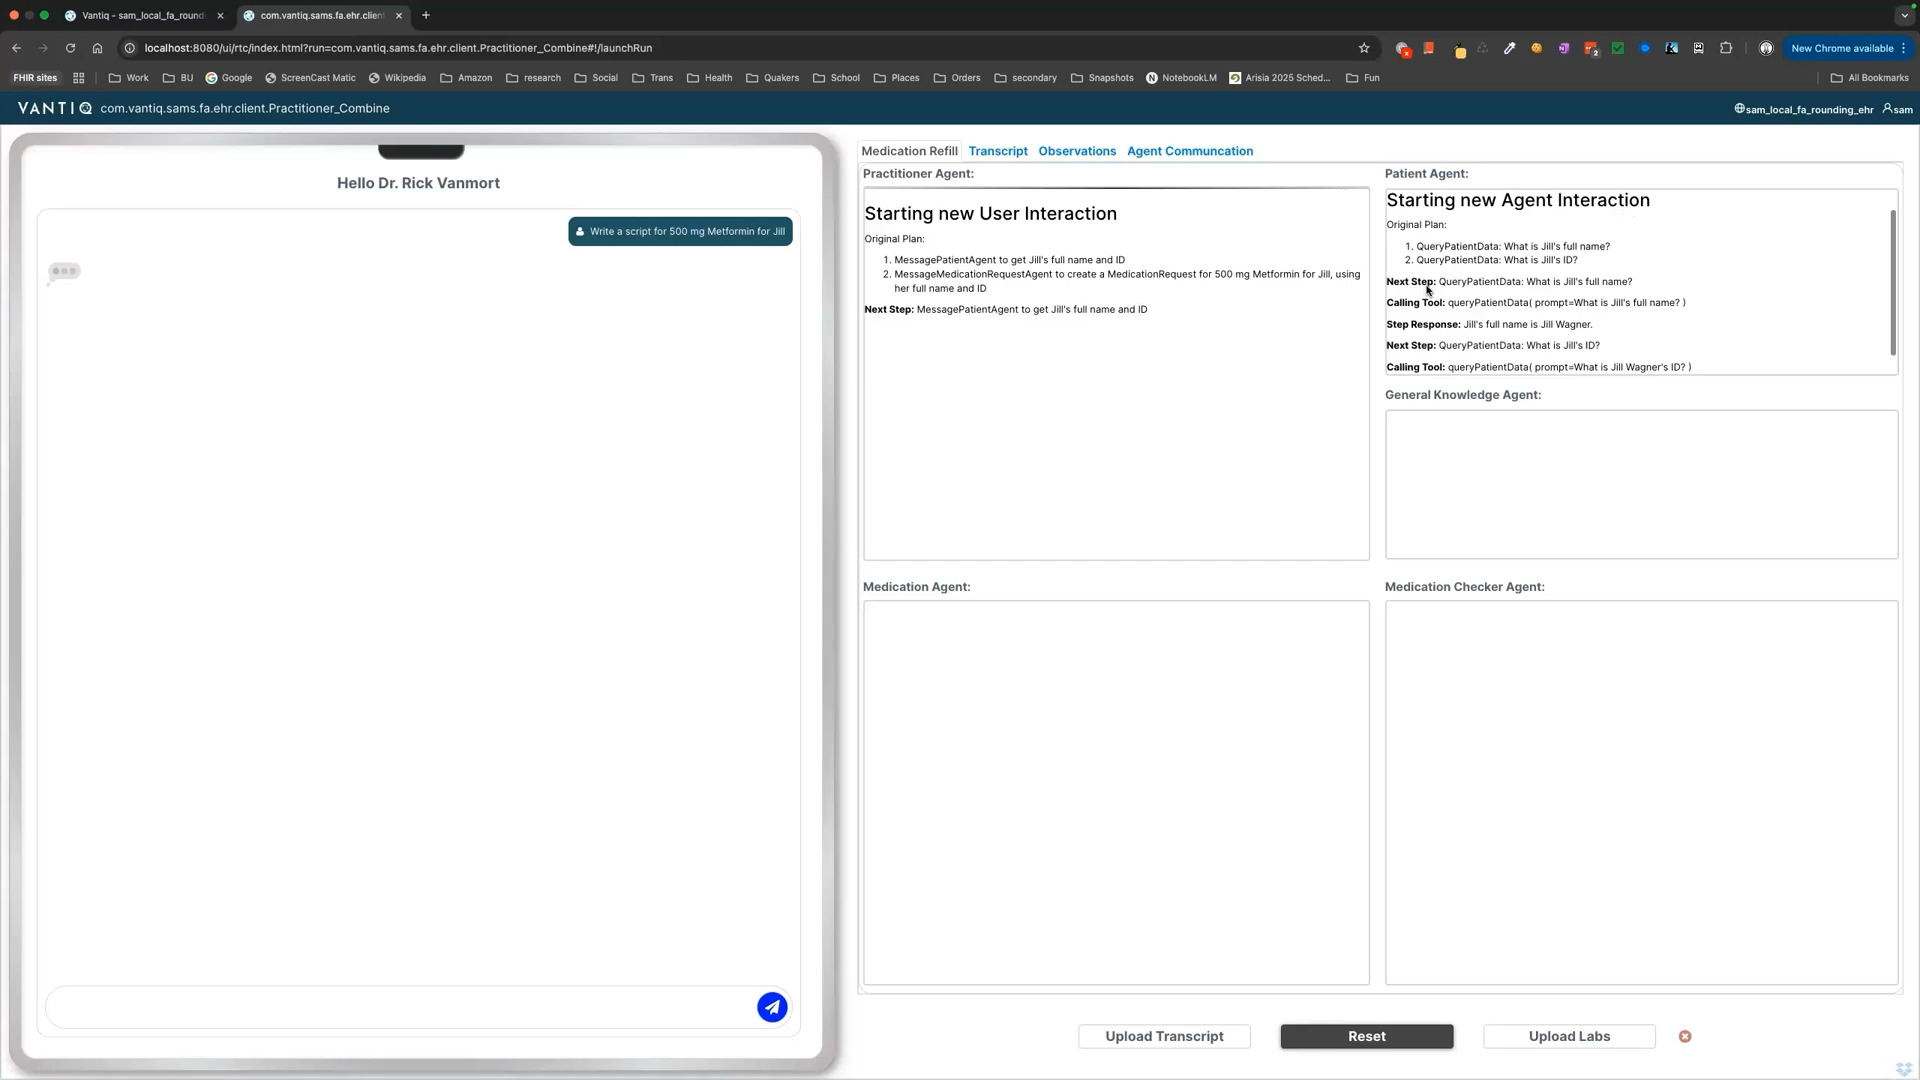 Vantiq - sam_local_fa_round
com.vantiq.sams.fa.ehr.client
localhost:8080/ui/rtc/index.html?run=com.vantiq.sams.fa.ehr.client.Practitioner_Combine#!/launchRun
New Chrome available
FHIR sites
Work
BU
Google
ScreenCast Matic
Wikipedia
Amazon
research
Social
Trans
Health
Quakers
School
Places
Orders
secondary
Snapshots
NotebookLM
Arisia 2025 Sched...
Fun
All Bookmarks
VANTIQ com.vantiq.sams.fa.ehr.client.Practitioner_Combine
sam_local_fa_rounding_ehr
sam
Hello Dr. Rick Vanmort
Write a script for 500 mg Metformin for Jill
Medication Refill
Transcript
Observations
Agent Communcation
Practitioner Agent:
Starting new User Interaction
Original Plan:
1. MessagePatientAgent to get Jill's full name and ID
2. MessageMedicationRequestAgent to create a MedicationRequest for 500 mg Metformin for Jill, using
her full name and ID
Next Step: MessagePatientAgent to get Jill's full name and ID
Patient Agent:
Starting new Agent Interaction
Original Plan:
1. QueryPatientData: What is Jill's full name?
2. QueryPatientData: What is Jill's ID?
Next Step: QueryPatientData: What is Jill's full name?
Calling Tool: queryPatientData( prompt=What is Jill's full name? )
Step Response: Jill's full name is Jill Wagner.
Next Step: QueryPatientData: What is Jill's ID?
Calling Tool: queryPatientData( prompt=What is Jill Wagner's ID? )
General Knowledge Agent:
Medication Agent:
Medication Checker Agent:
Upload Transcript
Reset
Upload Labs